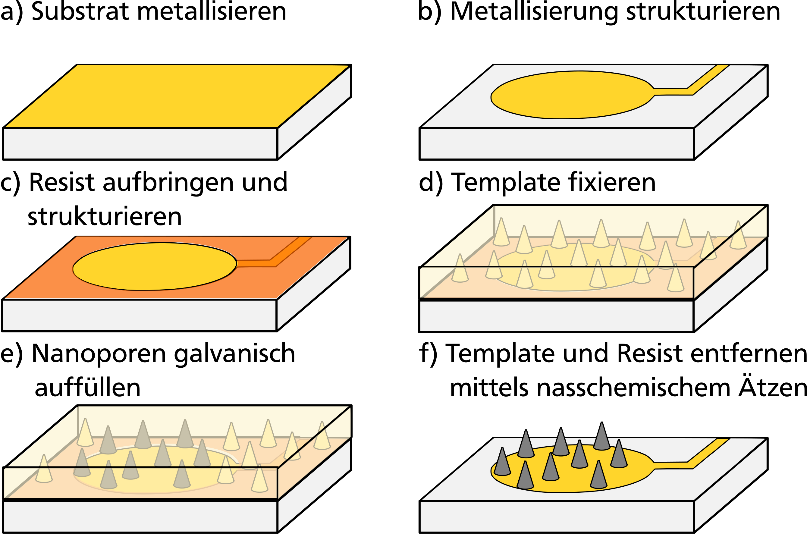 a) Substrat metallisieren
b) Metallisierung strukturieren
c) Resist aufbringen und
strukturieren
d) Template fixieren
e) Nanoporen galvanisch
auffüllen
f) Template und Resist entfernen
mittels nasschemischem Ätzen